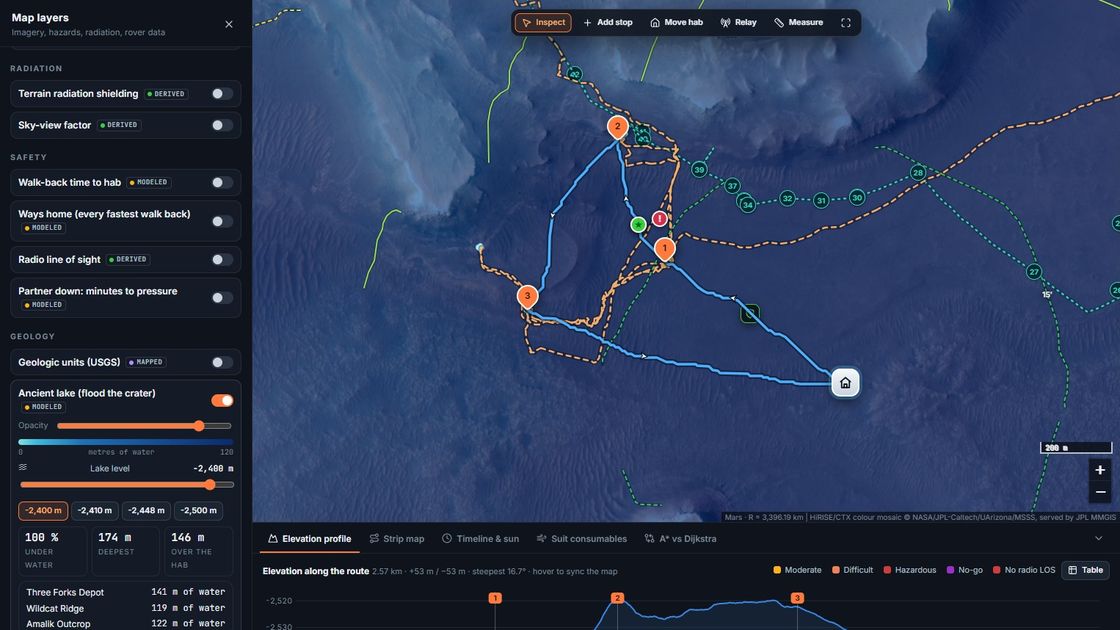 Map layers
Imagery, hazards, radiation, rover data
RADIATION
Terrain radiation shielding DERIVED
Sky-view factor DERIVED
SAFETY
Walk-back time to hab MODELED
Ways home (every fastest walk back)
MODELED
Radio line of sight DERIVED
Partner down: minutes to pressure
MODELED
GEOLOGY
Geologic units (USGS) MAPPED
Ancient lake (flood the crater)
MODELED
Opacity
0 metres of water 120
Lake level -2,400 m
-2,400 m -2,410 m -2,448 m -2,500 m
100 % 174 m 146 m
UNDER WATER DEEPEST OVER THE HAB
Three Forks Depot 141 m of water
Wildcat Ridge 119 m of water
Amalik Outcrop 122 m of water
Inspect Add stop Move hab Relay Measure
42
2
41
39
37
34
32
31
30
28
!
1
3
27
26
15'
200 m
+
−
Mars · R = 3,396.19 km | HiRISE/CTX colour mosaic © NASA/JPL-Caltech/UArizona/MSSS, served by JPL MMGIS
Elevation profile Strip map Timeline & sun Suit consumables A* vs Dijkstra
Elevation along the route 2.57 km · +53 m / −53 m · steepest 16.7° · hover to sync the map
Moderate Difficult Hazardous No-go No radio LOS Table
-2,520
-2,530
1 2 3